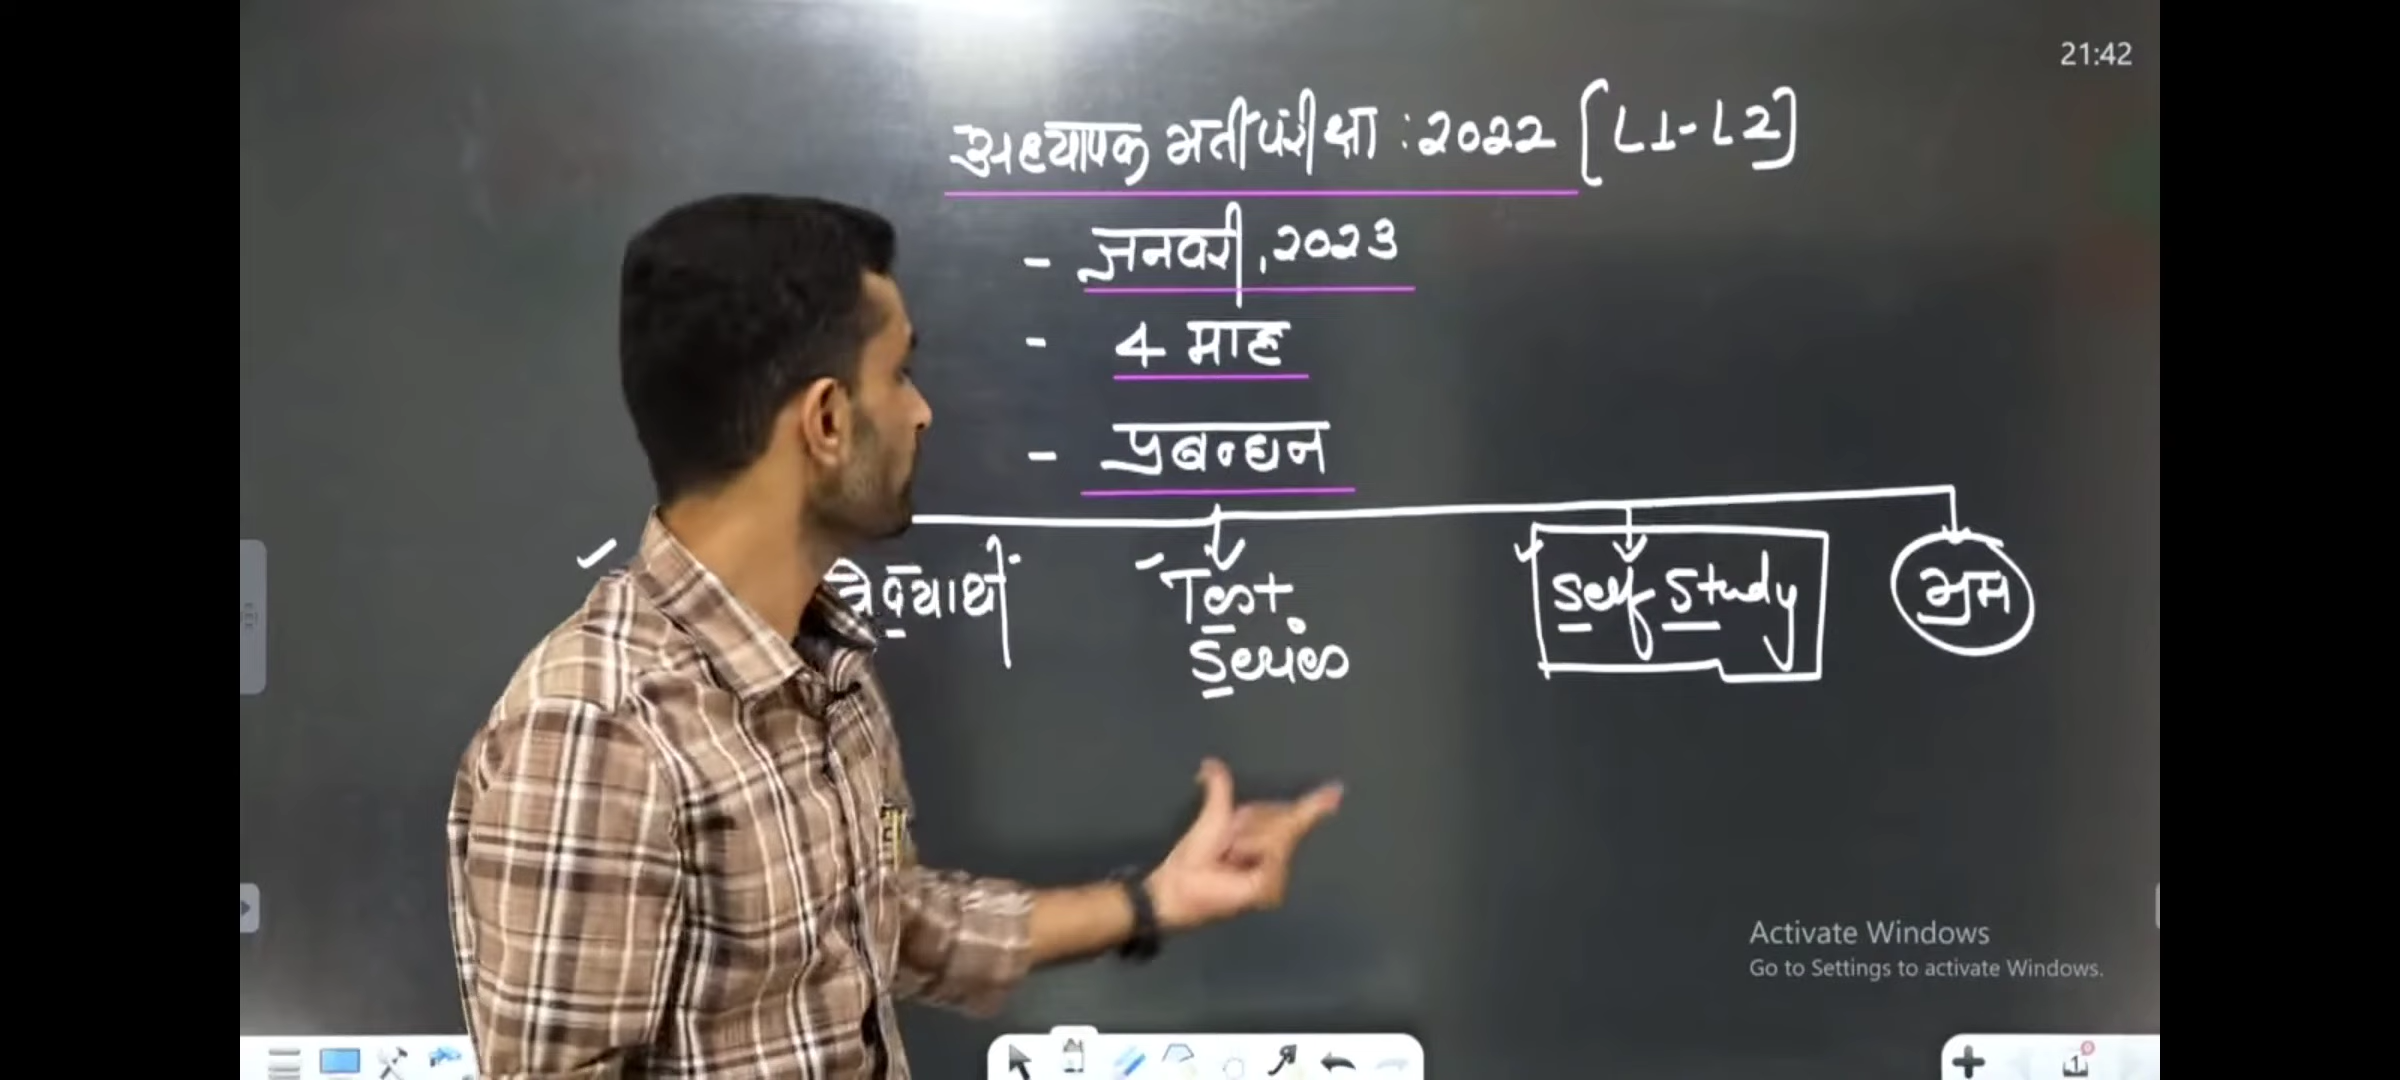 21:42
अध्यापक भर्ती परीक्षा : 2022 [L1-L2]
- जनवरी, 2023
- 4 माह
- प्रबन्धन
विद्यार्थी
Test
Series
Self Study
भ्रम
Activate Windows
Go to Settings to activate Windows.